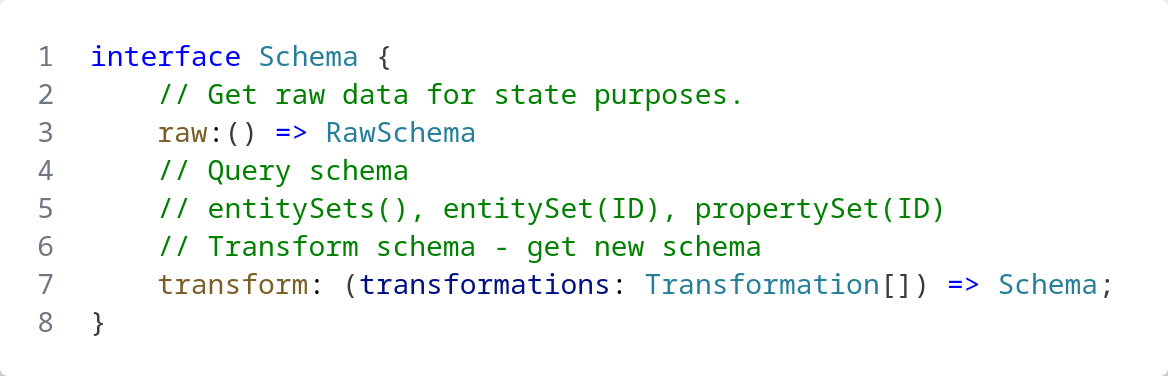 1 interface Schema {
2     // Get raw data for state purposes.
3     raw:() => RawSchema
4     // Query schema
5     // entitySets(), entitySet(ID), propertySet(ID)
6     // Transform schema - get new schema
7     transform: (transformations: Transformation[]) => Schema;
8 }